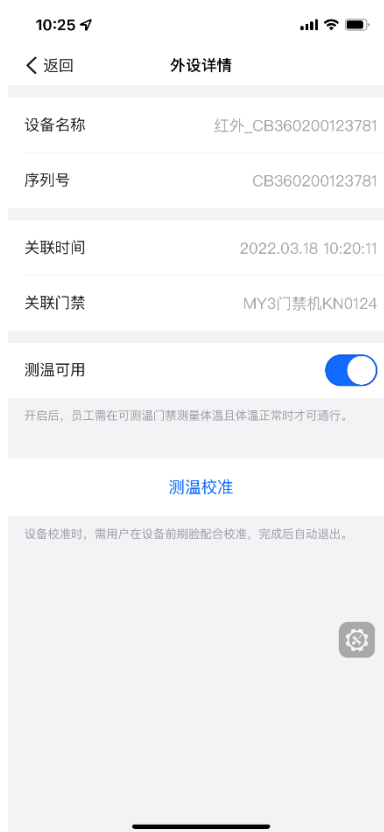 10:25
返回
外设详情
设备名称 红外_CB360200123781
序列号 CB360200123781
关联时间 2022.03.18 10:20:11
关联门禁 MY3门禁机KN0124
测温可用
开启后，员工需在可测温门禁测量体温且体温正常时才可通行。
测温校准
设备校准时，需用户在设备前刷脸配合校准，完成后自动退出。